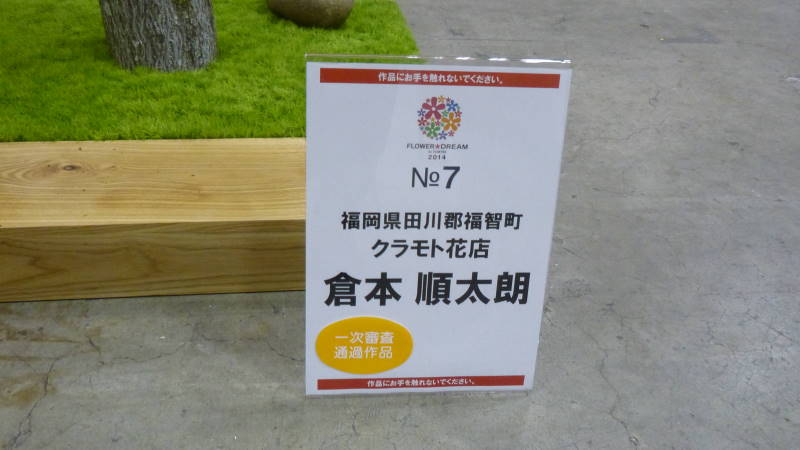 作品にお手を触れないでください。
FLOWER★DREAM
in TOKYO
2014
№7
福岡県田川郡福智町
クラモト花店
倉本 順太朗
一次審査
通過作品
作品にお手を触れないでください。